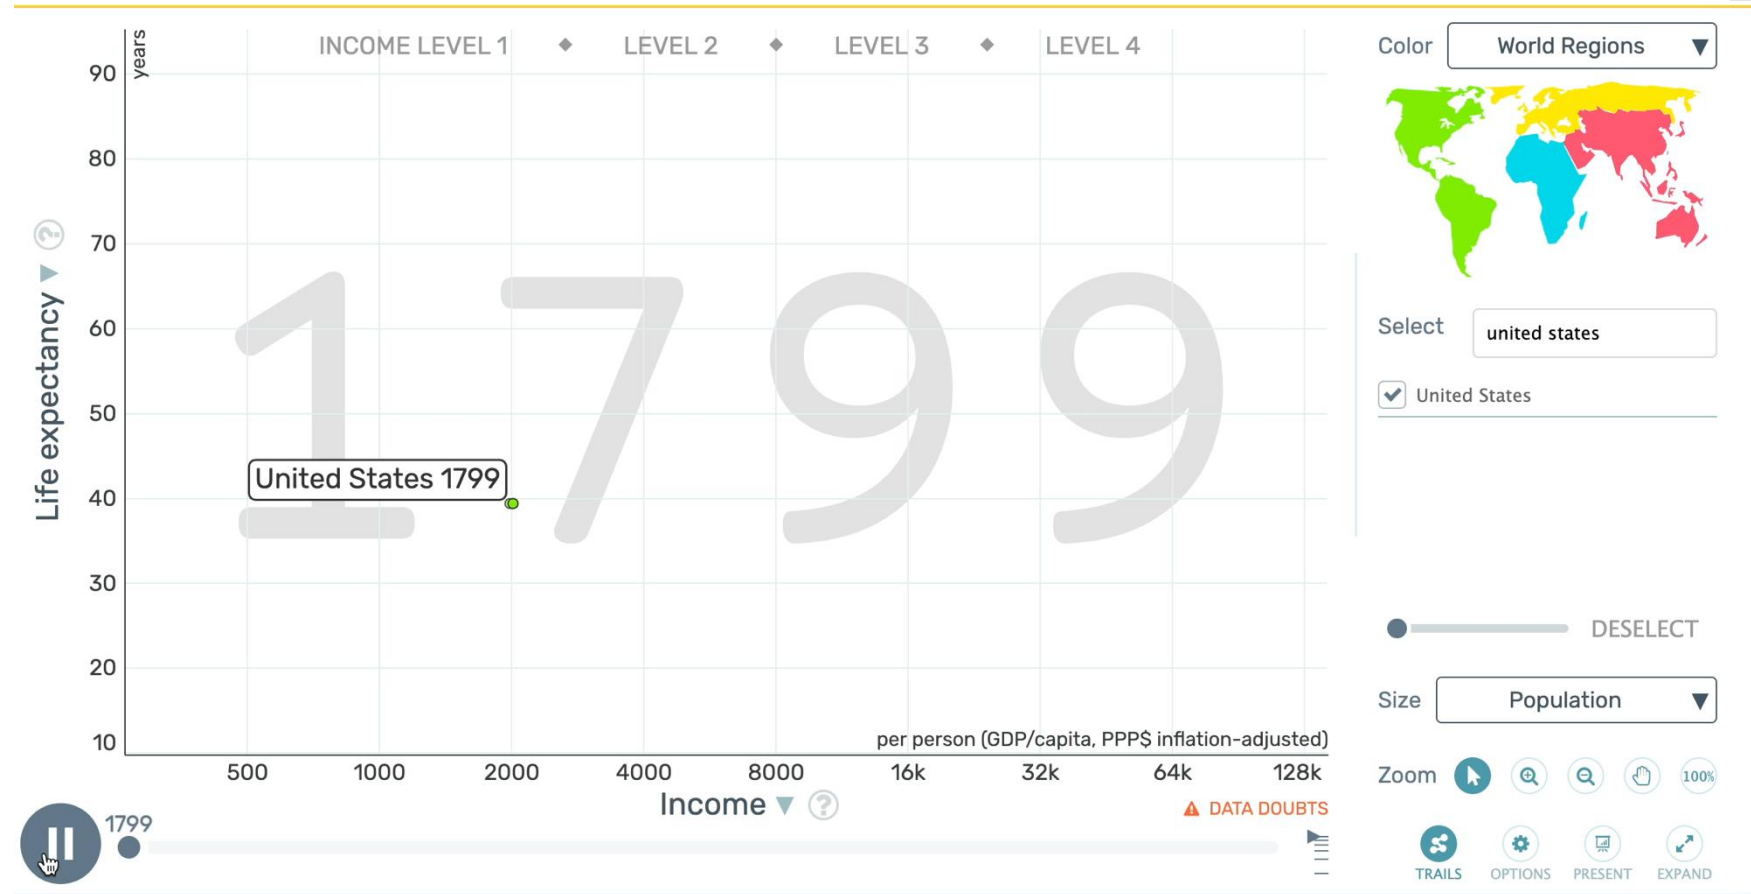 years
INCOME LEVEL 1 ◆ LEVEL 2 ◆ LEVEL 3 ◆ LEVEL 4
90
80
70
60
50
40
30
20
10
Life expectancy ▼ ?
1799
United States 1799
per person (GDP/capita, PPP$ inflation-adjusted)
500 1000 2000 4000 8000 16k 32k 64k 128k
Income ▼ ?
DATA DOUBTS
1799
Color World Regions ▼
Select united states
United States
DESELECT
Size Population ▼
Zoom 100%
TRAILS OPTIONS PRESENT EXPAND